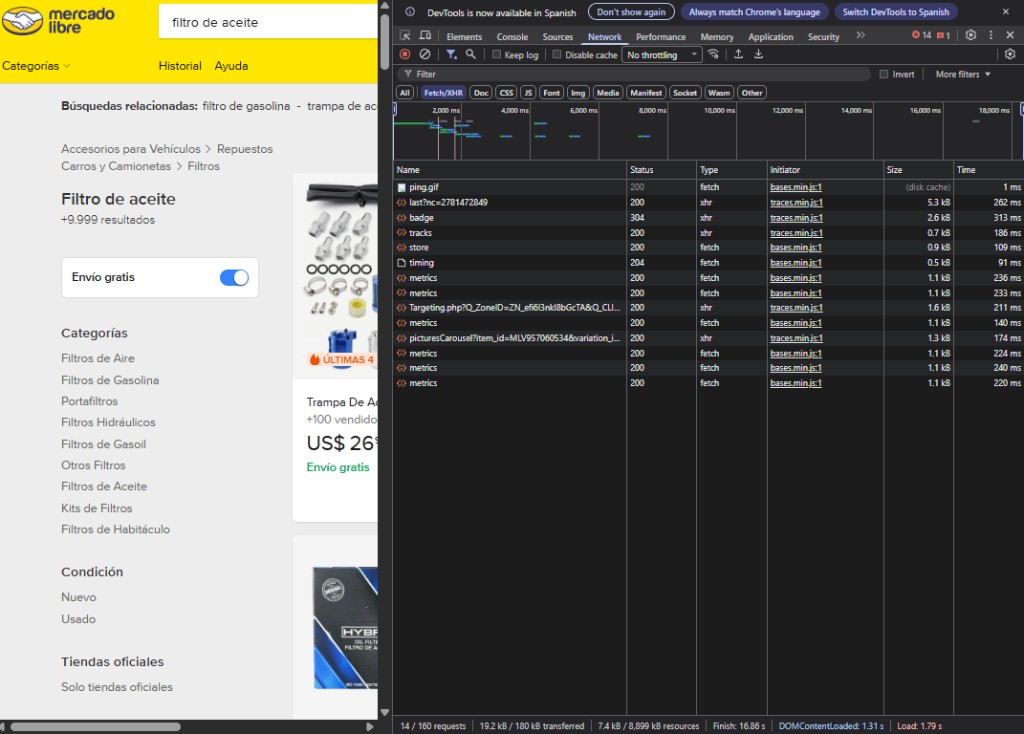 mercado
libre
filtro de aceite
Categorías
Historial
Ayuda
Búsquedas relacionadas: filtro de gasolina - trampa de ac
Accesorios para Vehículos > Repuestos
Carros y Camionetas > Filtros
Filtro de aceite
+9.999 resultados
Envío gratis
Categorías
Filtros de Aire
Filtros de Gasolina
Portafiltros
Filtros Hidráulicos
Filtros de Gasoil
Otros Filtros
Filtros de Aceite
Kits de Filtros
Filtros de Habitáculo
Condición
Nuevo
Usado
Tiendas oficiales
Solo tiendas oficiales
ÚLTIMAS 4
Trampa De Ac
+100 vendido
US$ 26
Envío gratis
HYBR
OIL FILTE
FILTRO DE A
DevTools is now available in Spanish
Don't show again
Always match Chrome's language
Switch DevTools to Spanish
Elements Console Sources Network Performance Memory Application Security 14 1
Keep log Disable cache No throttling
Filter Invert More filters
All Fetch/XHR Doc CSS JS Font Img Media Manifest Socket Wasm Other
2,000 ms 4,000 ms 6,000 ms 8,000 ms 10,000 ms 12,000 ms 14,000 ms 16,000 ms 18,000 ms
Name Status Type Initiator Size Time
ping.gif 200 fetch bases.min.js:1 (disk cache) 1 ms
last?nc=2781472849 200 xhr traces.min.js:1 5.3 kB 262 ms
badge 304 xhr traces.min.js:1 2.6 kB 313 ms
tracks 200 xhr traces.min.js:1 0.7 kB 186 ms
store 200 fetch bases.min.js:1 0.9 kB 109 ms
timing 204 fetch bases.min.js:1 0.5 kB 91 ms
metrics 200 fetch bases.min.js:1 1.1 kB 236 ms
metrics 200 fetch bases.min.js:1 1.1 kB 233 ms
200 xhr traces.min.js:1 1.6 kB 211 ms
metrics 200 fetch bases.min.js:1 1.1 kB 140 ms
picturesCarousel?item_id=MLV957060534&variation_i... 200 xhr traces.min.js:1 1.3 kB 174 ms
metrics 200 fetch bases.min.js:1 1.1 kB 224 ms
metrics 200 fetch bases.min.js:1 1.1 kB 240 ms
metrics 200 fetch bases.min.js:1 1.1 kB 220 ms
14 / 160 requests 19.2 kB / 180 kB transferred 7.4 kB / 8,899 kB resources Finish: 16.86 s DOMContentLoaded: 1.31 s Load: 1.79 s